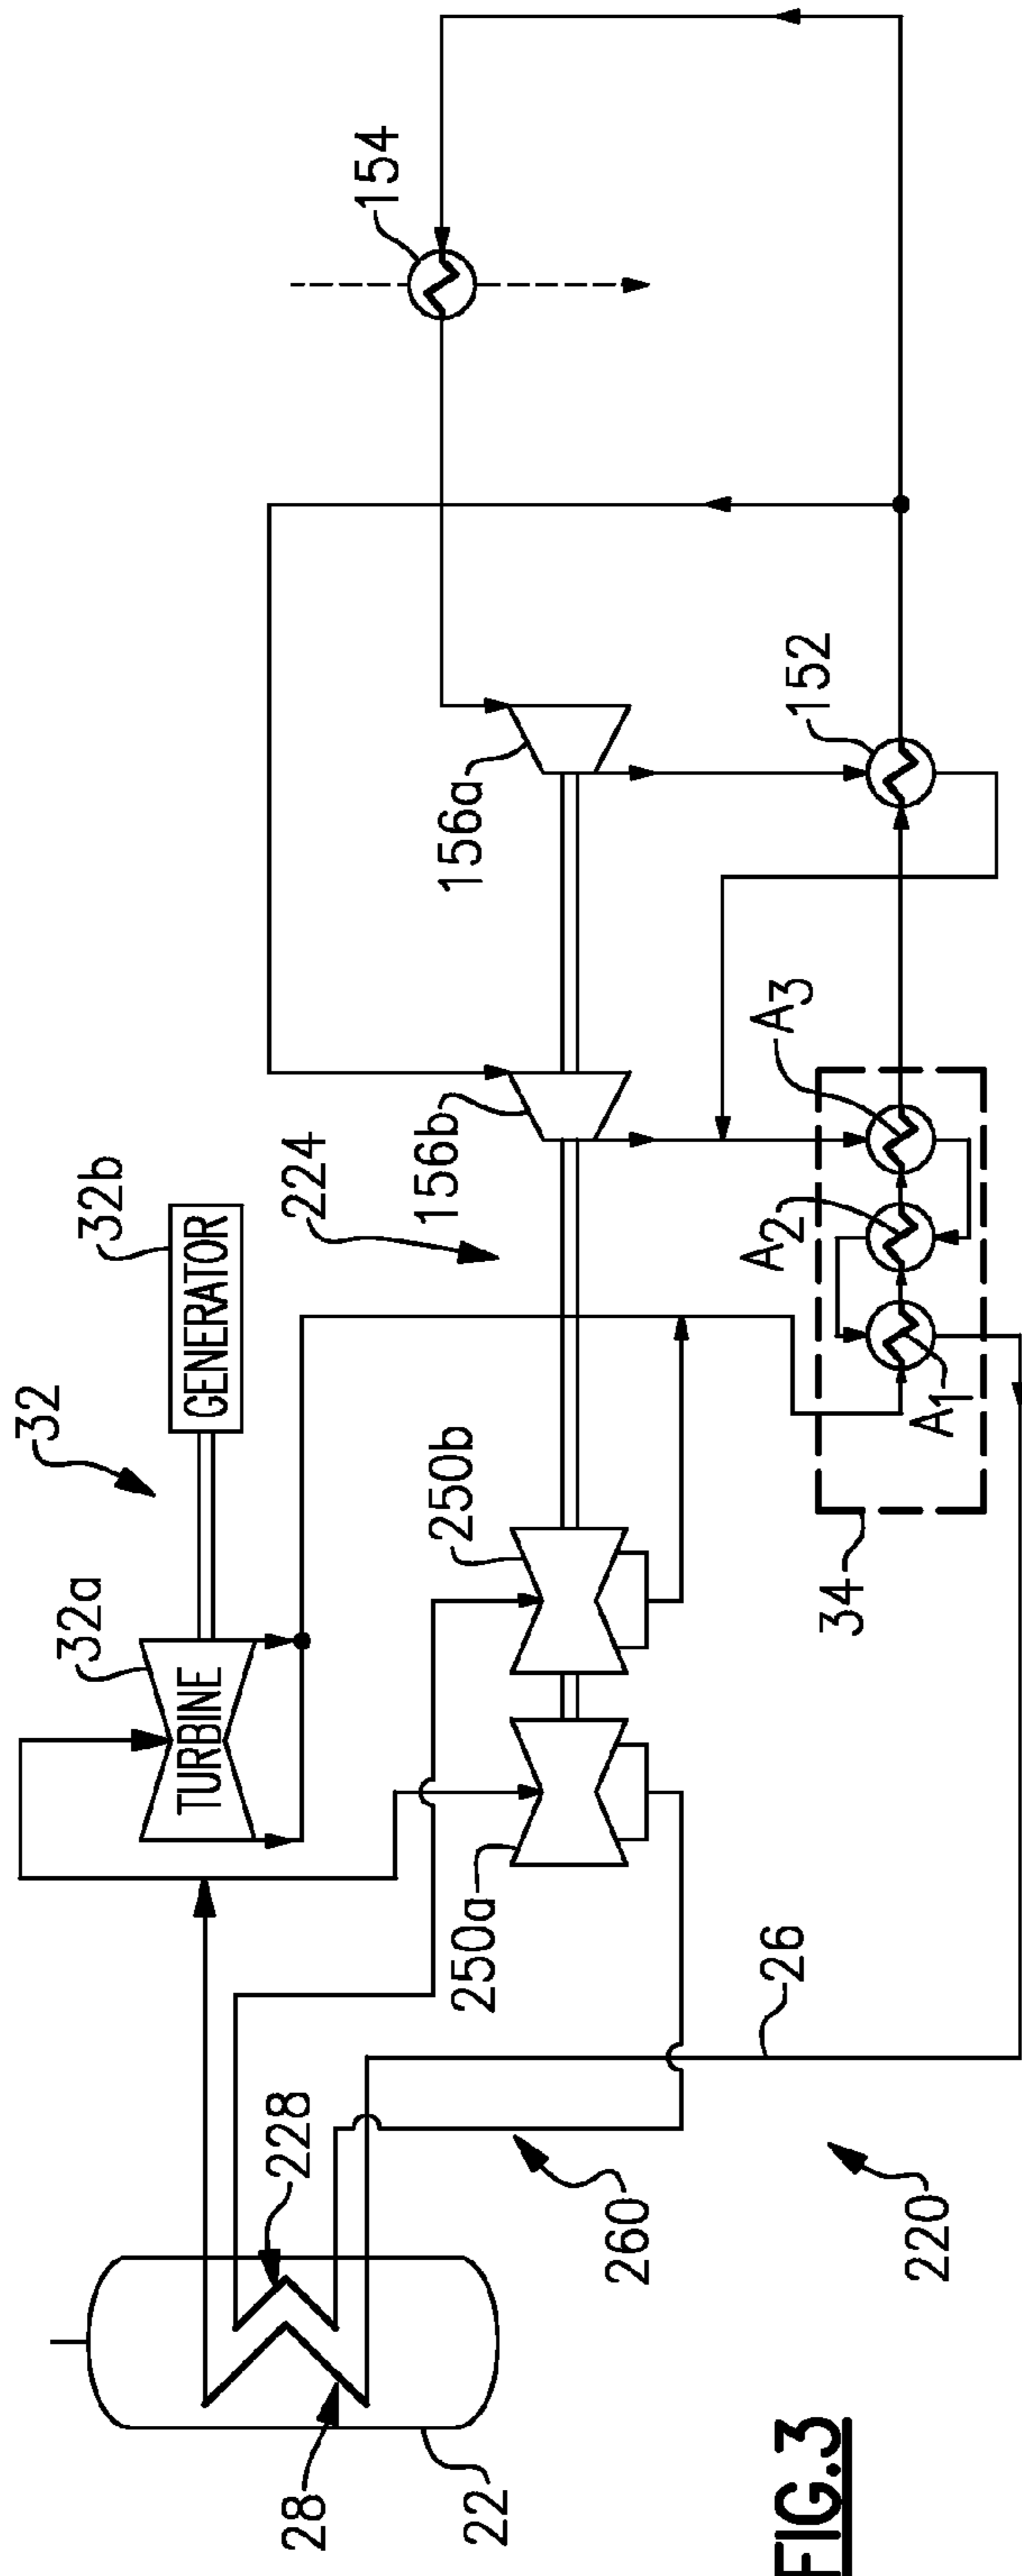 154
152
156a
A3
156b
A2
224
32b
GENERATOR
A1
32
250b
34
32a
TURBINE
250a
26
228
260
220
28
22
FIG.3